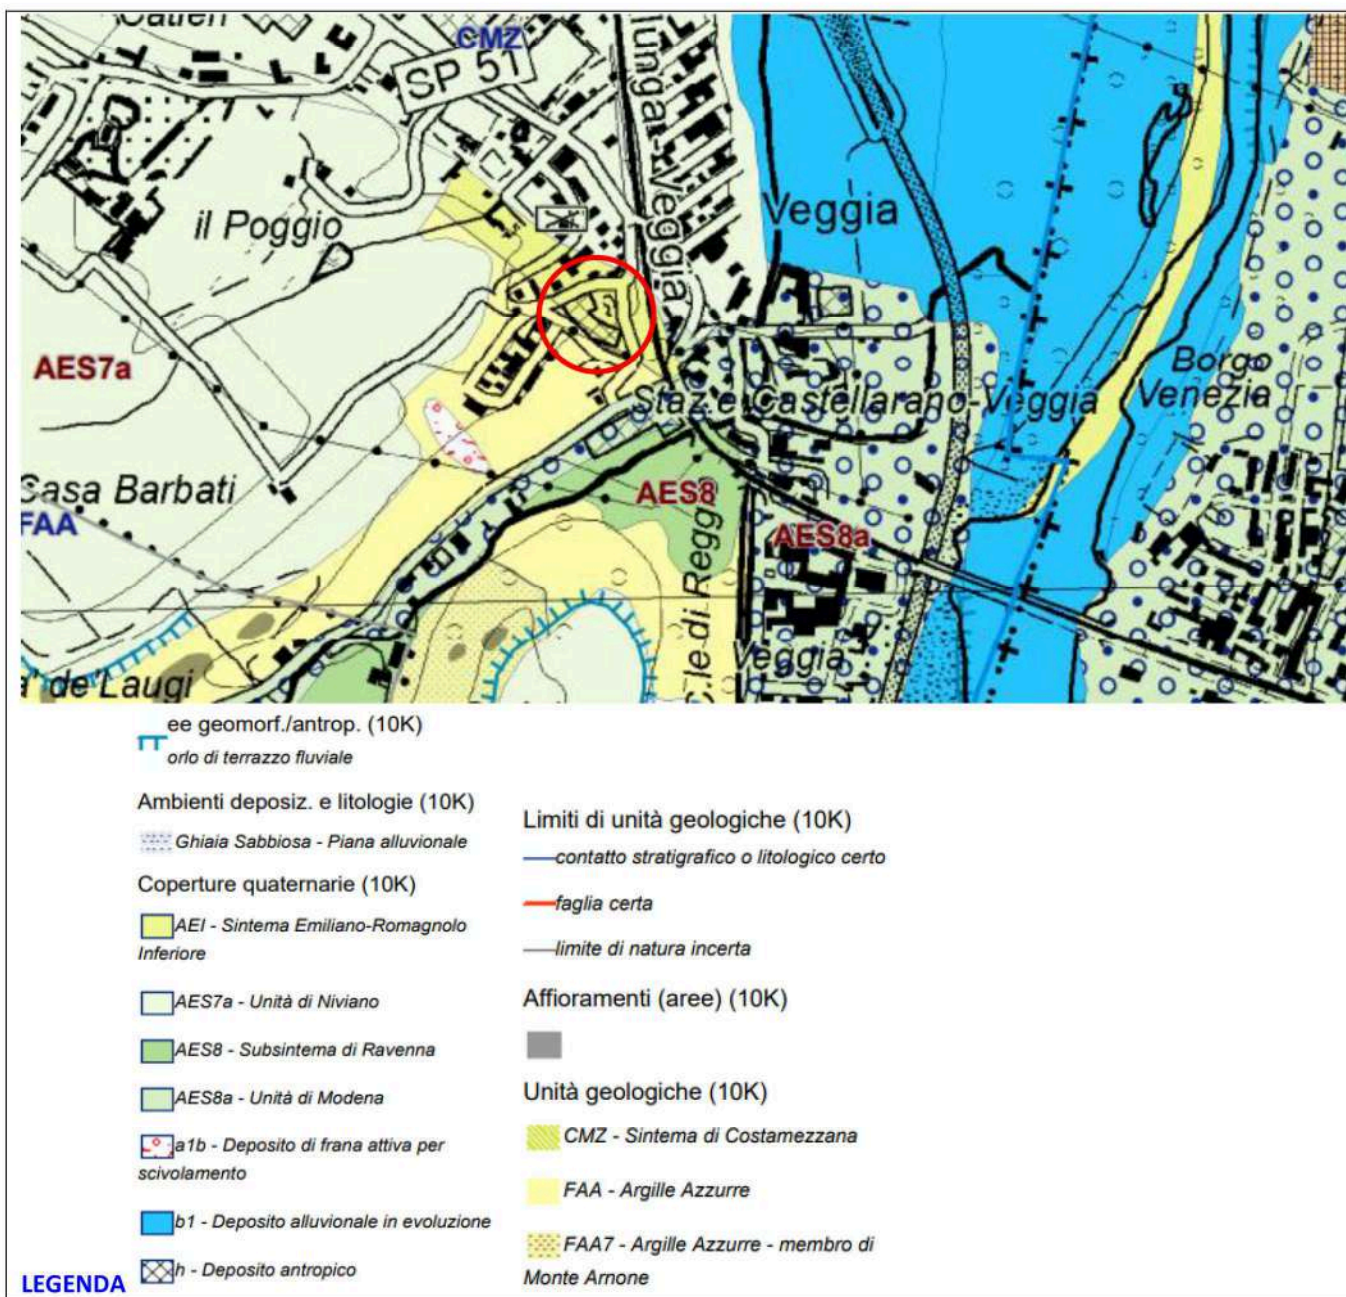 CMZ
SP 51
il Poggio
Veggia
AES7a
Borgo
Venezia
Staz. e Castellarano-Veggia
Casa Barbati
FAA
AES8
AES8a
C.le di Reggi
Veggia
a' de'Laugi
ee geomorf./antrop. (10K)
orlo di terrazzo fluviale
Ambienti deposiz. e litologie (10K)
Ghiaia Sabbiosa - Piana alluvionale
Coperture quaternarie (10K)
AEI - Sintema Emiliano-Romagnolo
Inferiore
AES7a - Unità di Niviano
AES8 - Subsintema di Ravenna
AES8a - Unità di Modena
a1b - Deposito di frana attiva per
scivolamento
b1 - Deposito alluvionale in evoluzione
h - Deposito antropico
LEGENDA
Limiti di unità geologiche (10K)
contatto stratigrafico o litologico certo
faglia certa
limite di natura incerta
Affioramenti (aree) (10K)
Unità geologiche (10K)
CMZ - Sintema di Costamezzana
FAA - Argille Azzurre
FAA7 - Argille Azzurre - membro di
Monte Arnone